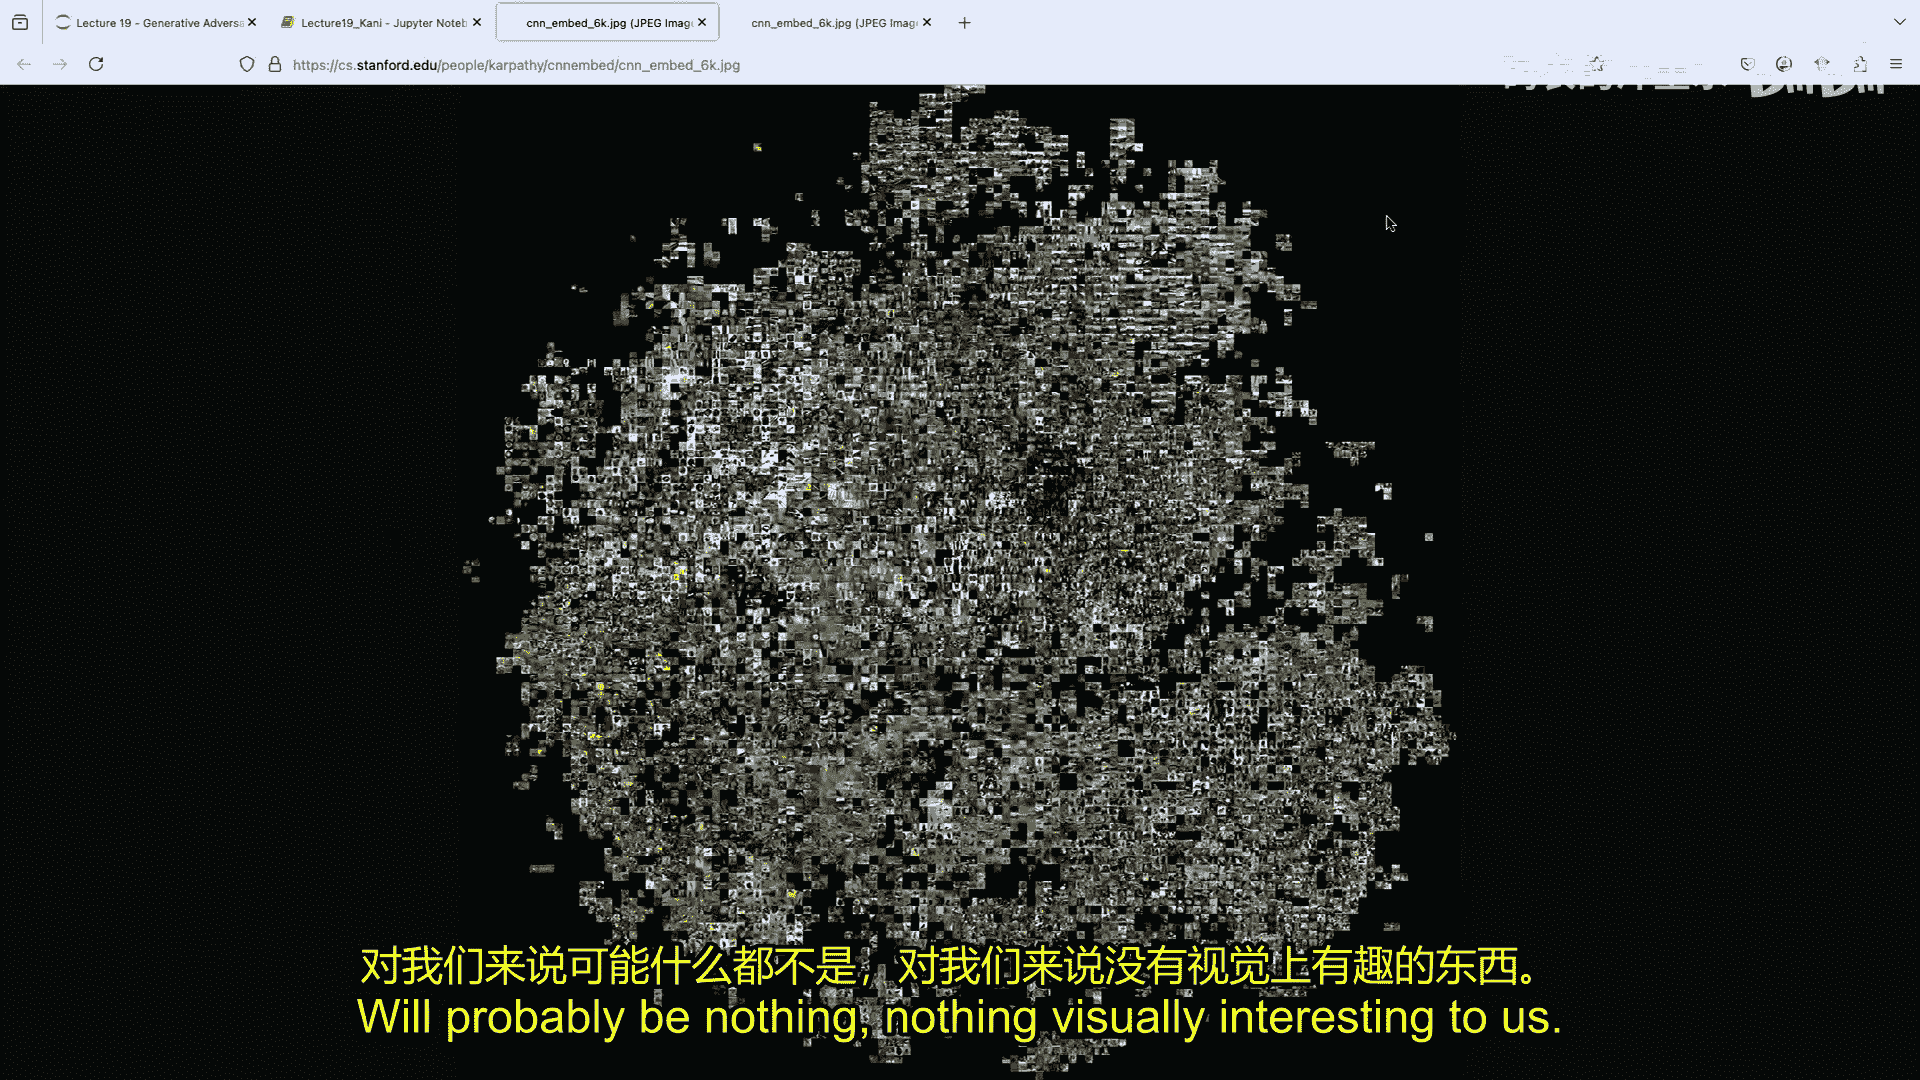 Lecture 19 - Generative Adversa
Lecture19_Kani - Jupyter Noteb
cnn_embed_6k.jpg (JPEG Imag
cnn_embed_6k.jpg (JPEG Imag
https://cs.stanford.edu/people/karpathy/cnnembed/cnn_embed_6k.jpg
对我们来说可能什么都不是，对我们来说没有视觉上有趣的东西。
Will probably be nothing, nothing visually interesting to us.